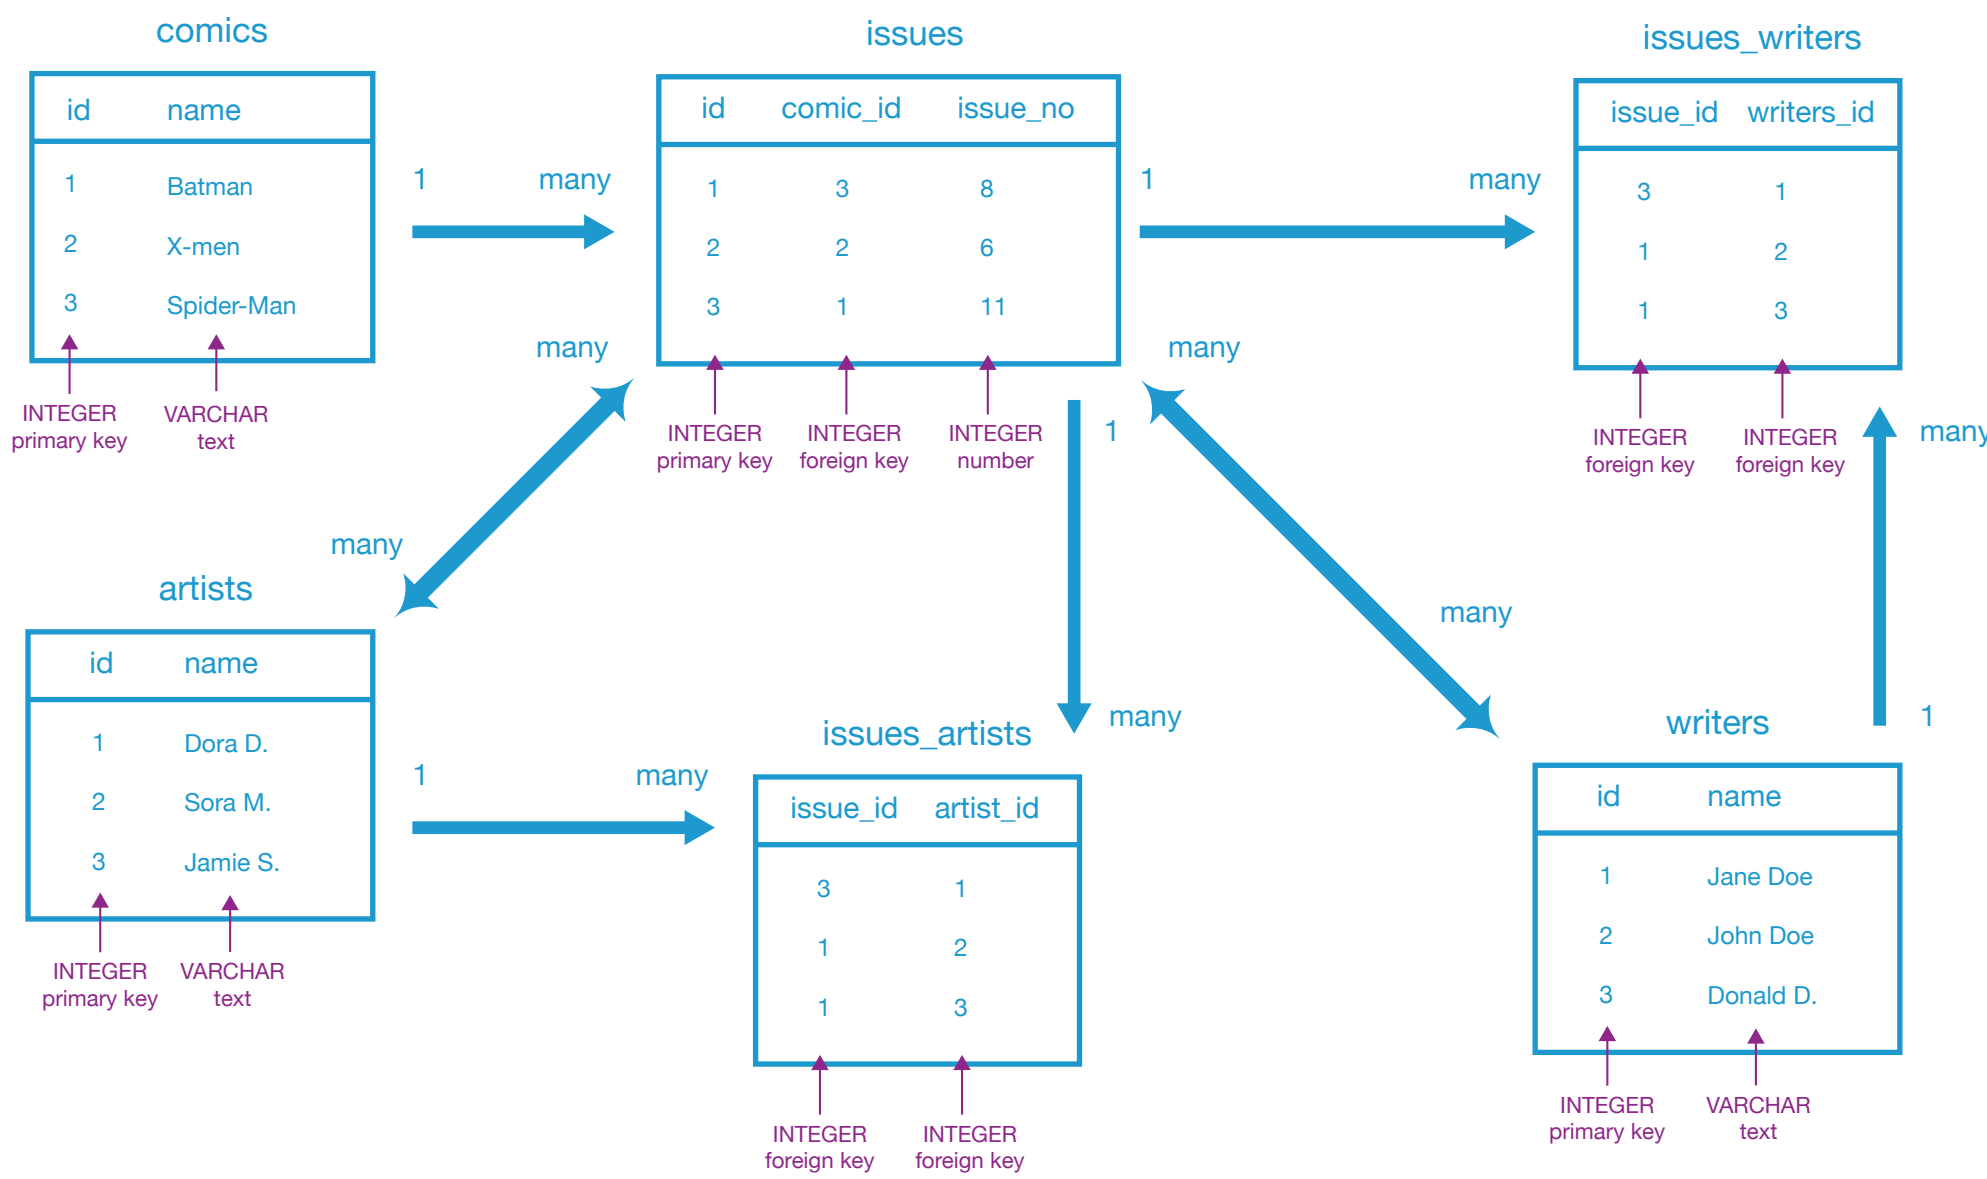 comics
id name
1 Batman
2 X-men
3 Spider-Man
INTEGER
primary key
VARCHAR
text
1 many
issues
id comic_id issue_no
1 3 8
2 2 6
3 1 11
INTEGER
primary key
INTEGER
foreign key
INTEGER
number
1 many
issues_writers
issue_id writers_id
3 1
1 2
1 3
INTEGER
foreign key
INTEGER
foreign key
many
many
many
many
1
many
many
1
artists
id name
1 Dora D.
2 Sora M.
3 Jamie S.
INTEGER
primary key
VARCHAR
text
1 many
issues_artists
issue_id artist_id
3 1
1 2
1 3
INTEGER
foreign key
INTEGER
foreign key
writers
id name
1 Jane Doe
2 John Doe
3 Donald D.
INTEGER
primary key
VARCHAR
text